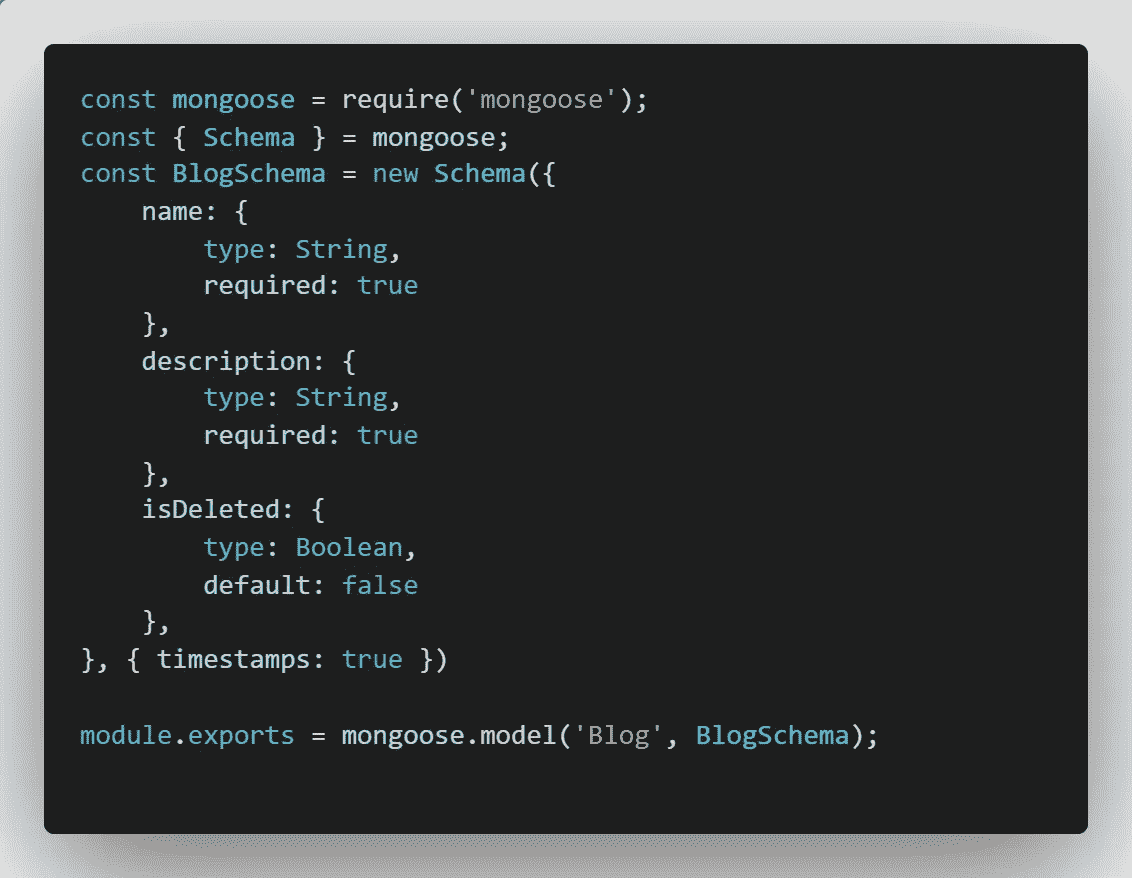 const mongoose = require('mongoose');
const { Schema } = mongoose;
const BlogSchema = new Schema({
    name: {
        type: String,
        required: true
    },
    description: {
        type: String,
        required: true
    },
    isDeleted: {
        type: Boolean,
        default: false
    },
}, { timestamps: true })

module.exports = mongoose.model('Blog', BlogSchema);